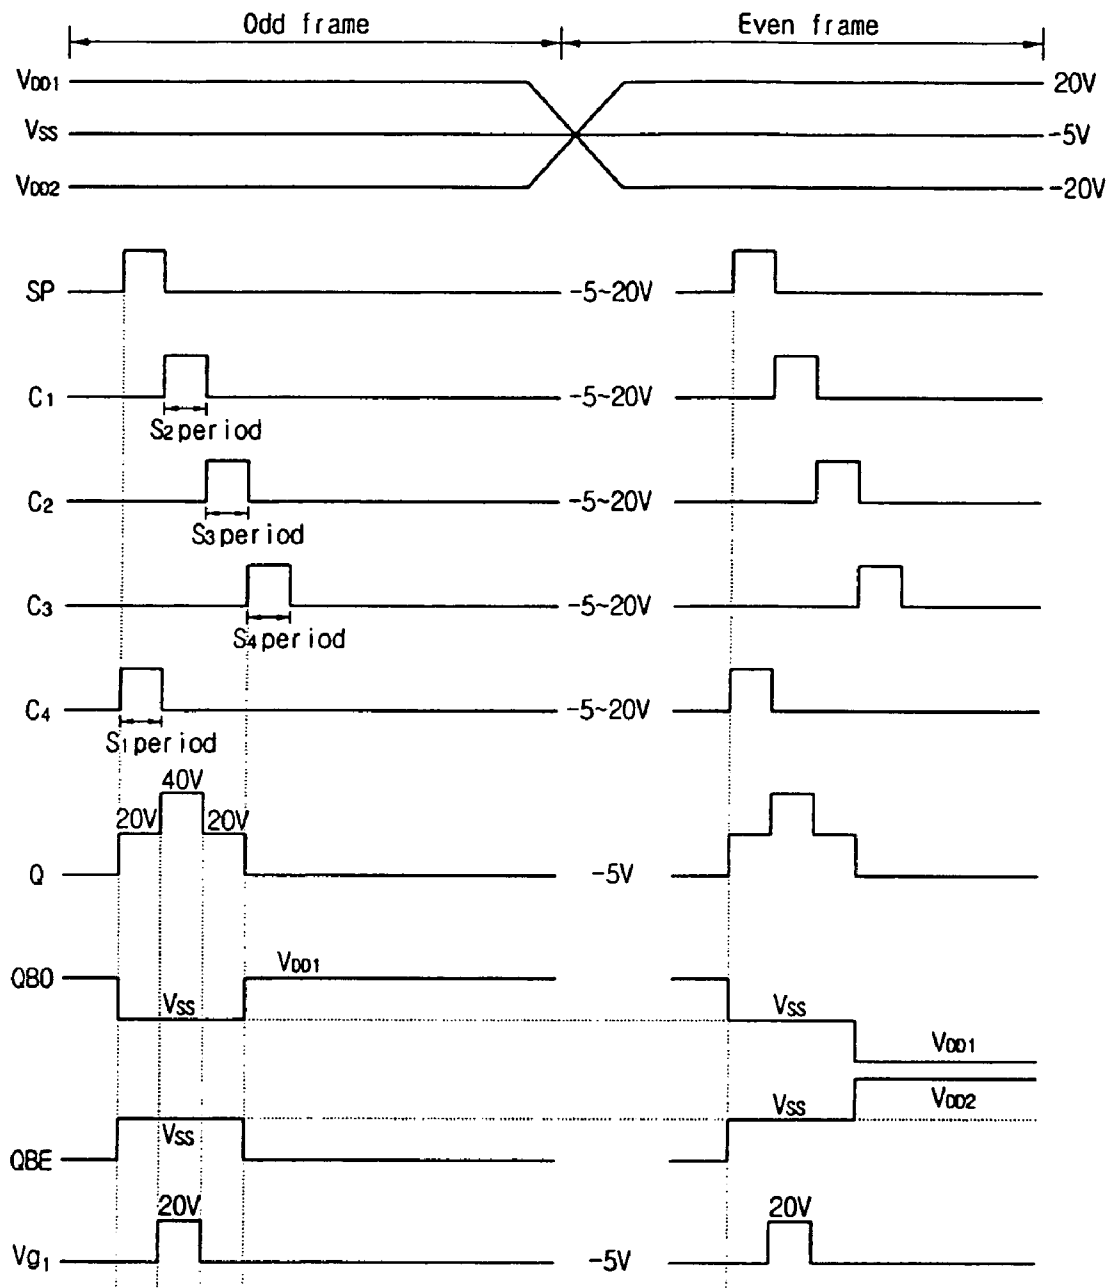 Odd frame
Even frame
VDD1
20V
VSS
-5V
VDD2
-20V
SP
-5~20V
C1
-5~20V
S2 period
C2
-5~20V
S3 period
C3
-5~20V
S4 period
C4
-5~20V
S1 period
40V
20V
20V
Q
-5V
QBO
VDD1
VSS
VSS
VDD1
VSS
VDD2
VSS
QBE
20V
20V
Vg1
-5V